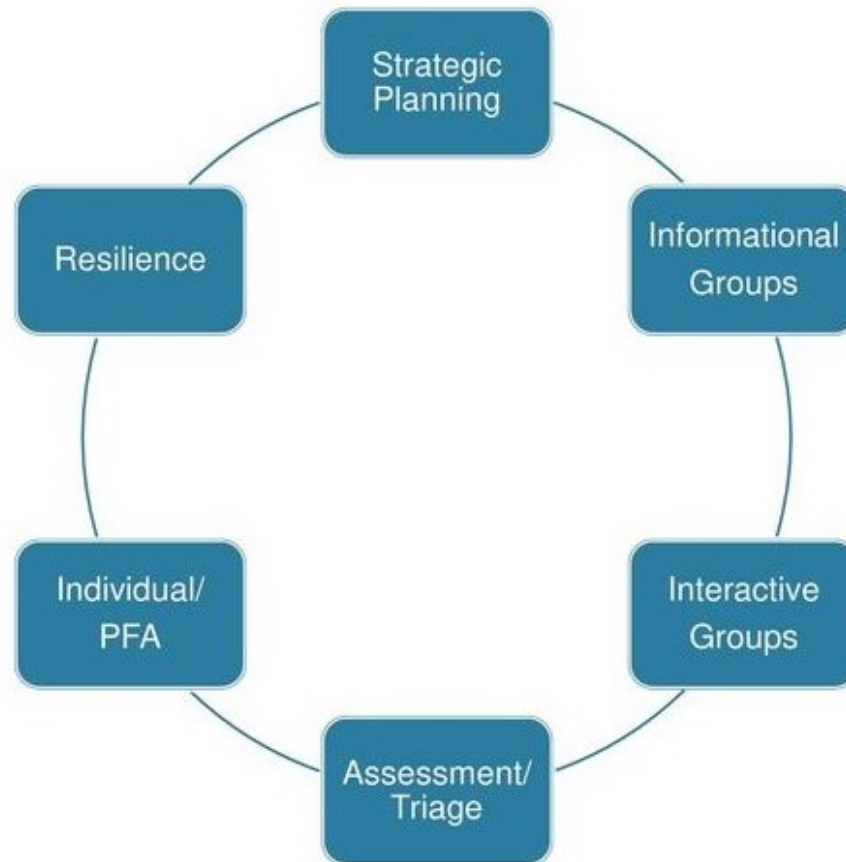 Strategic
Planning
Informational
Groups
Interactive
Groups
Assessment/
Triage
Individual/
PFA
Resilience